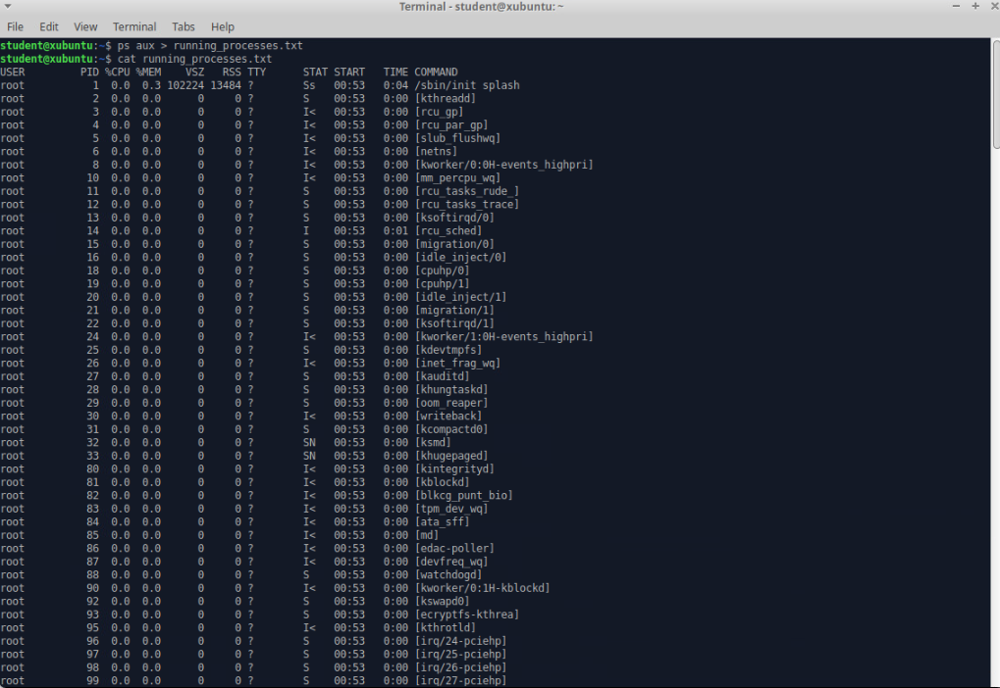 Terminal - student@xubuntu: ~
File Edit View Terminal Tabs Help
student@xubuntu:~$ ps aux > running_processes.txt
student@xubuntu:~$ cat running_processes.txt
USER         PID %CPU %MEM    VSZ   RSS TTY      STAT START   TIME COMMAND
root           1  0.0  0.3 102224 13484 ?        Ss   00:53   0:04 /sbin/init splash
root           2  0.0  0.0      0     0 ?        S    00:53   0:00 [kthreadd]
root           3  0.0  0.0      0     0 ?        I<   00:53   0:00 [rcu_gp]
root           4  0.0  0.0      0     0 ?        I<   00:53   0:00 [rcu_par_gp]
root           5  0.0  0.0      0     0 ?        I<   00:53   0:00 [slub_flushwq]
root           6  0.0  0.0      0     0 ?        I<   00:53   0:00 [netns]
root           8  0.0  0.0      0     0 ?        I<   00:53   0:00 [kworker/0:0H-events_highpri]
root          10  0.0  0.0      0     0 ?        I<   00:53   0:00 [mm_percpu_wq]
root          11  0.0  0.0      0     0 ?        S    00:53   0:00 [rcu_tasks_rude_]
root          12  0.0  0.0      0     0 ?        S    00:53   0:00 [rcu_tasks_trace]
root          13  0.0  0.0      0     0 ?        S    00:53   0:00 [ksoftirqd/0]
root          14  0.0  0.0      0     0 ?        I    00:53   0:01 [rcu_sched]
root          15  0.0  0.0      0     0 ?        S    00:53   0:00 [migration/0]
root          16  0.0  0.0      0     0 ?        S    00:53   0:00 [idle_inject/0]
root          18  0.0  0.0      0     0 ?        S    00:53   0:00 [cpuhp/0]
root          19  0.0  0.0      0     0 ?        S    00:53   0:00 [cpuhp/1]
root          20  0.0  0.0      0     0 ?        S    00:53   0:00 [idle_inject/1]
root          21  0.0  0.0      0     0 ?        S    00:53   0:00 [migration/1]
root          22  0.0  0.0      0     0 ?        S    00:53   0:00 [ksoftirqd/1]
root          24  0.0  0.0      0     0 ?        I<   00:53   0:00 [kworker/1:0H-events_highpri]
root          25  0.0  0.0      0     0 ?        S    00:53   0:00 [kdevtmpfs]
root          26  0.0  0.0      0     0 ?        I<   00:53   0:00 [inet_frag_wq]
root          27  0.0  0.0      0     0 ?        S    00:53   0:00 [kauditd]
root          28  0.0  0.0      0     0 ?        S    00:53   0:00 [khungtaskd]
root          29  0.0  0.0      0     0 ?        S    00:53   0:00 [oom_reaper]
root          30  0.0  0.0      0     0 ?        I<   00:53   0:00 [writeback]
root          31  0.0  0.0      0     0 ?        S    00:53   0:00 [kcompactd0]
root          32  0.0  0.0      0     0 ?        SN   00:53   0:00 [ksmd]
root          33  0.0  0.0      0     0 ?        SN   00:53   0:00 [khugepaged]
root          80  0.0  0.0      0     0 ?        I<   00:53   0:00 [kintegrityd]
root          81  0.0  0.0      0     0 ?        I<   00:53   0:00 [kblockd]
root          82  0.0  0.0      0     0 ?        I<   00:53   0:00 [blkcg_punt_bio]
root          83  0.0  0.0      0     0 ?        I<   00:53   0:00 [tpm_dev_wq]
root          84  0.0  0.0      0     0 ?        I<   00:53   0:00 [ata_sff]
root          85  0.0  0.0      0     0 ?        I<   00:53   0:00 [md]
root          86  0.0  0.0      0     0 ?        I<   00:53   0:00 [edac-poller]
root          87  0.0  0.0      0     0 ?        I<   00:53   0:00 [devfreq_wq]
root          88  0.0  0.0      0     0 ?        S    00:53   0:00 [watchdogd]
root          90  0.0  0.0      0     0 ?        I<   00:53   0:00 [kworker/0:1H-kblockd]
root          92  0.0  0.0      0     0 ?        S    00:53   0:00 [kswapd0]
root          93  0.0  0.0      0     0 ?        S    00:53   0:00 [ecryptfs-kthrea]
root          95  0.0  0.0      0     0 ?        I<   00:53   0:00 [kthrotld]
root          96  0.0  0.0      0     0 ?        S    00:53   0:00 [irq/24-pciehp]
root          97  0.0  0.0      0     0 ?        S    00:53   0:00 [irq/25-pciehp]
root          98  0.0  0.0      0     0 ?        S    00:53   0:00 [irq/26-pciehp]
root          99  0.0  0.0      0     0 ?        S    00:53   0:00 [irq/27-pciehp]